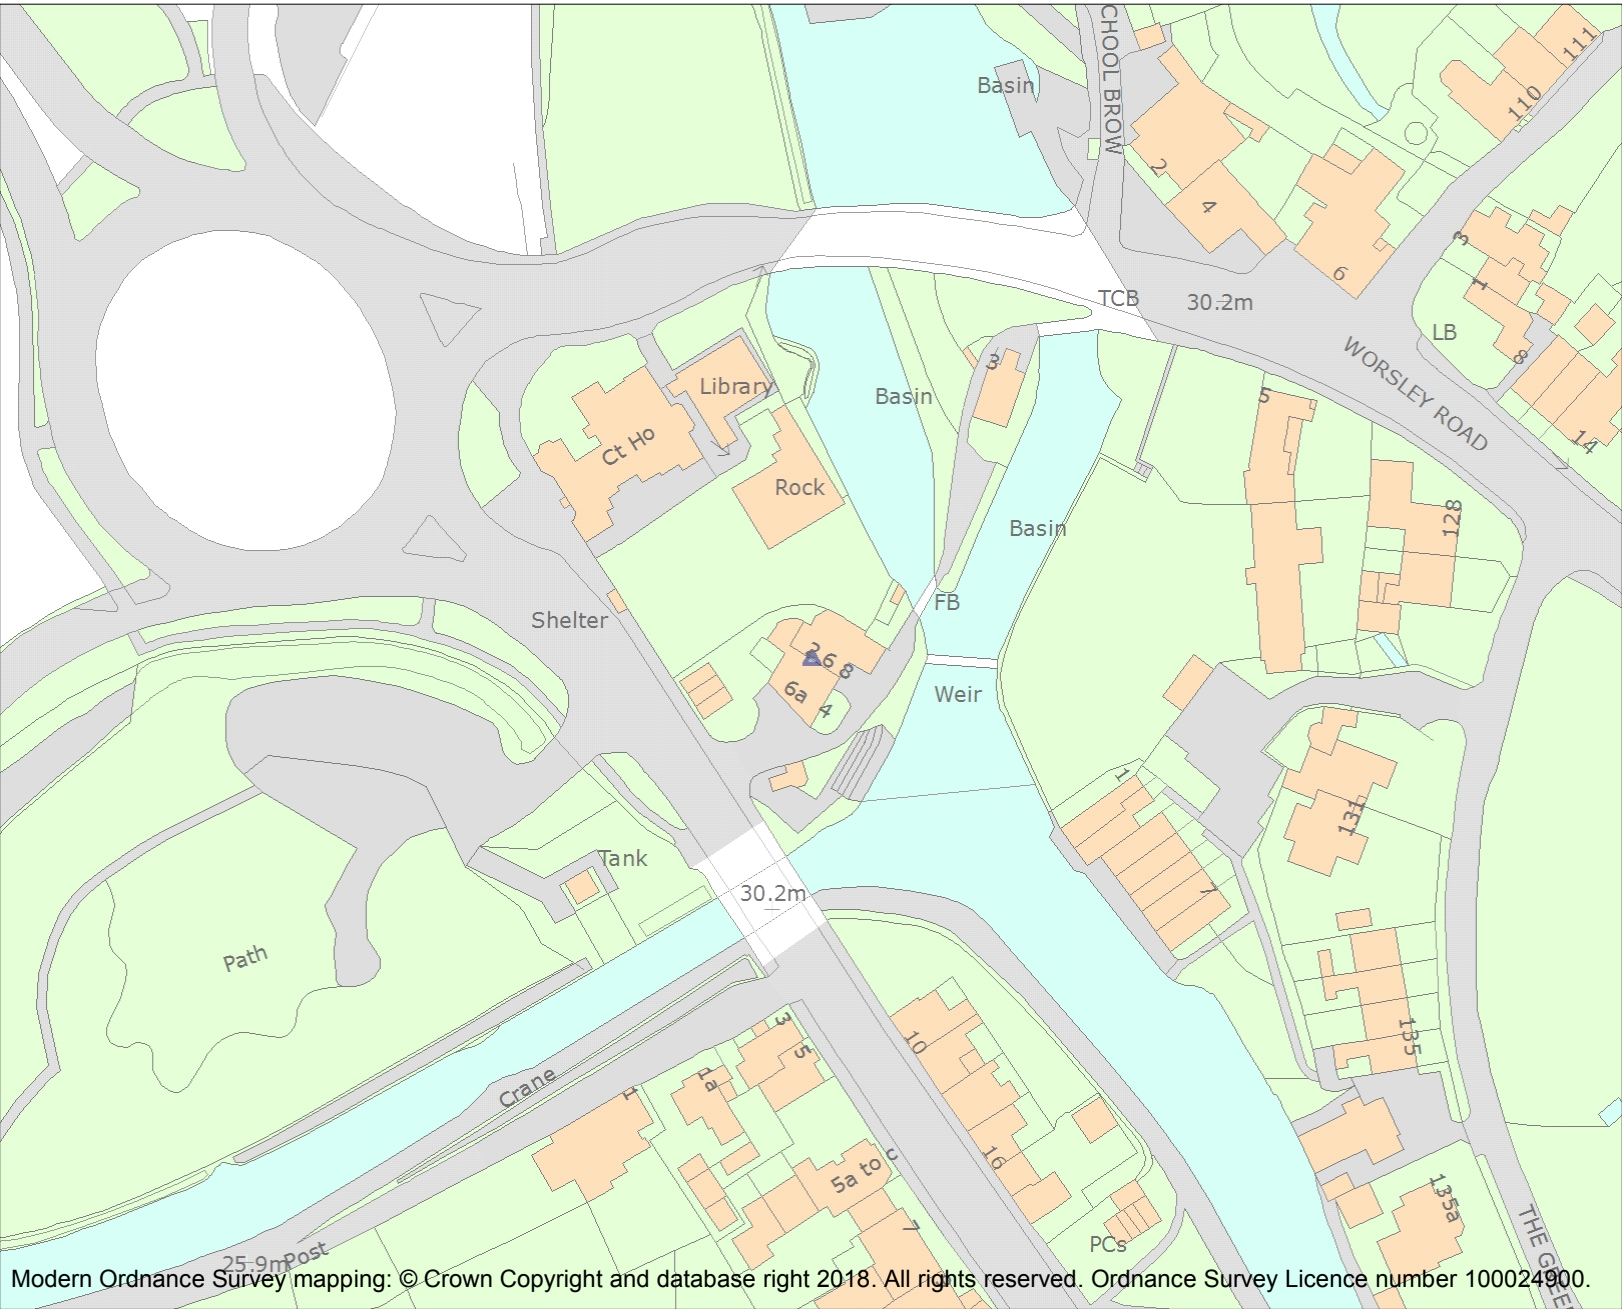 CHOOL BROW
111
110
Basin
2
4
6
3
1
8
14
LB
TCB
30.2m
WORSLEY ROAD
Library
Ct Ho
Rock
Basin
3
5
128
Basin
Shelter
FB
2 6 8
6a
4
Weir
1
131
7
Tank
30.2m
Path
Crane
3
5
1a
1
10
16
5a to
7
135
135a
PCs
THE GREE
25.9m
Post
Modern Ordnance Survey mapping: © Crown Copyright and database right 2018. All rights reserved. Ordnance Survey Licence number 100024900.